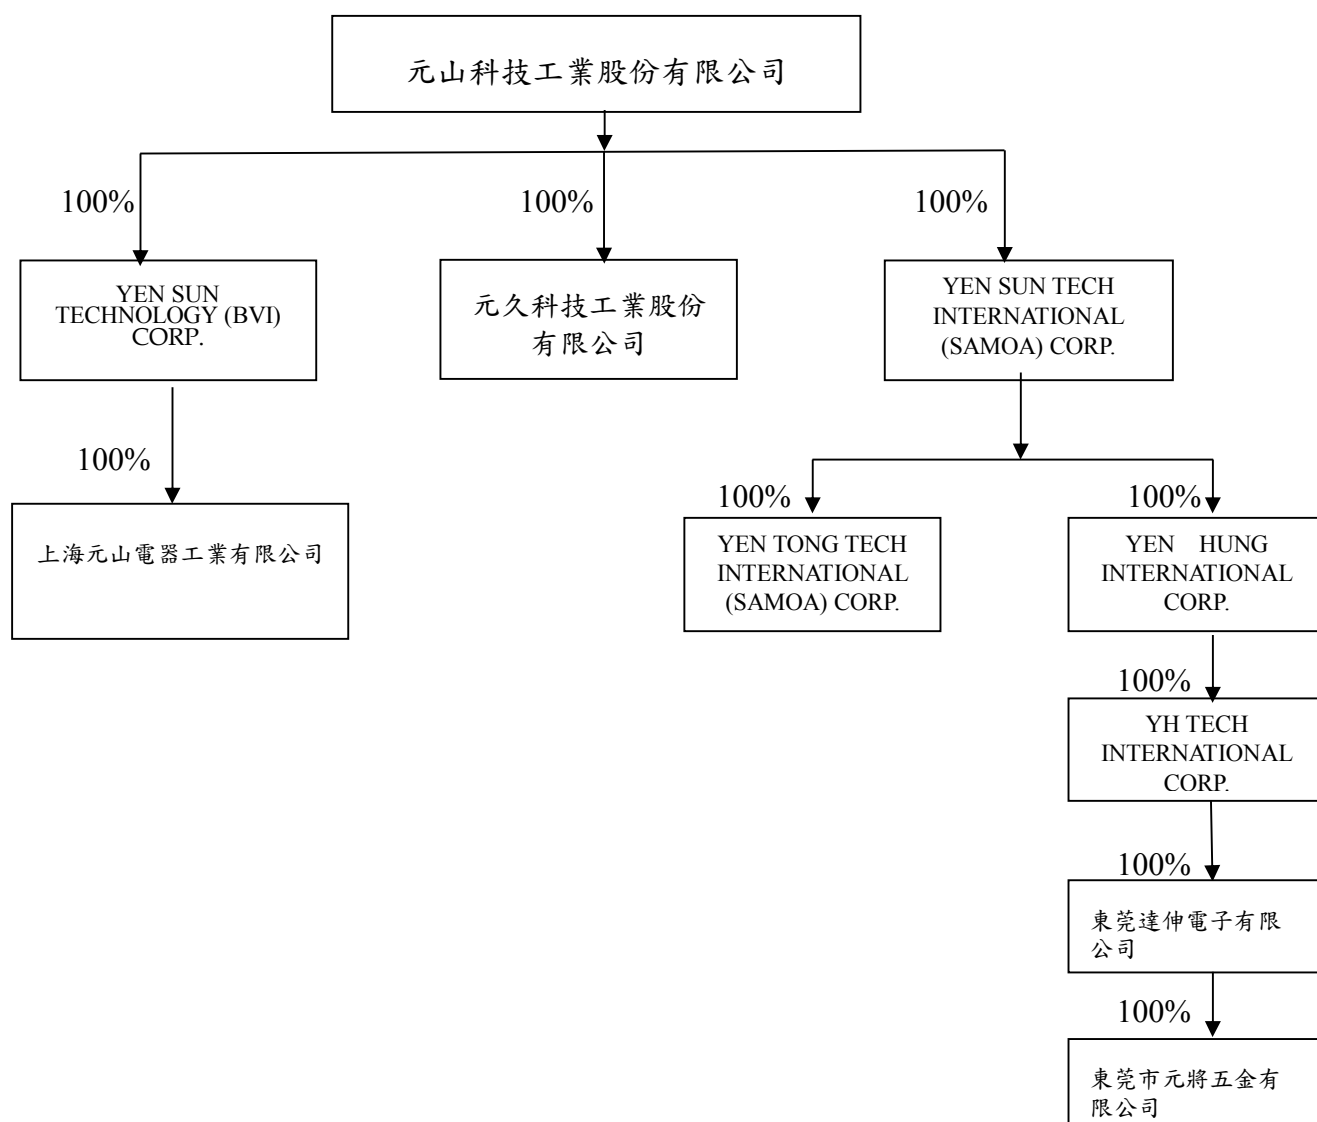 元山科技工業股份有限公司
100%
100%
100%
YEN SUN
TECHNOLOGY (BVI)
CORP.
元久科技工業股份
有限公司
YEN SUN TECH
INTERNATIONAL
(SAMOA) CORP.
100%
上海元山電器工業有限公司
100%
100%
YEN TONG TECH
INTERNATIONAL
(SAMOA) CORP.
YEN HUNG
INTERNATIONAL
CORP.
100%
YH TECH
INTERNATIONAL
CORP.
100%
東莞達伸電子有限
公司
100%
東莞市元將五金有
限公司